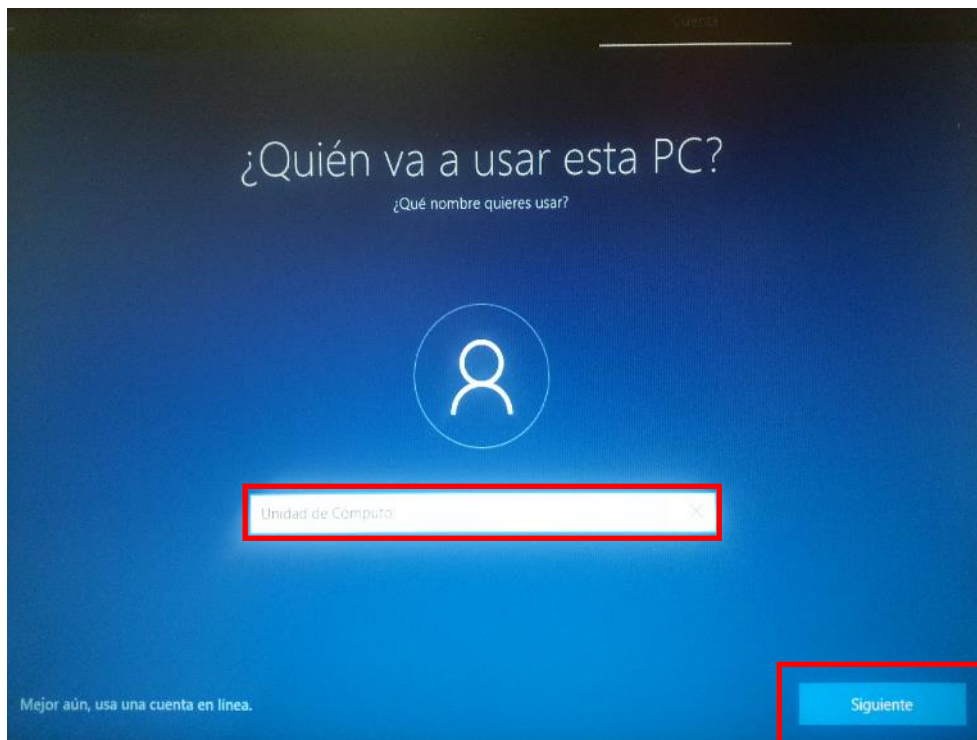 Cuenta
¿Quién va a usar esta PC?
¿Qué nombre quieres usar?
Unidad de Computo
Mejor aún, usa una cuenta en línea.
Siguiente